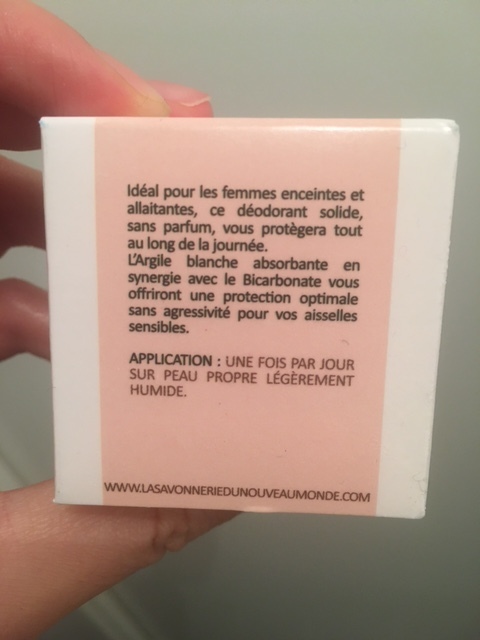 Idéal pour les femmes enceintes et
allaitantes, ce déodorant solide,
sans parfum, vous protègera tout
au long de la journée.
L'Argile blanche absorbante en
synergie avec le Bicarbonate vous
offriront une protection optimale
sans agressivité pour vos aisselles
sensibles.
APPLICATION : UNE FOIS PAR JOUR
SUR PEAU PROPRE LÉGÈREMENT
HUMIDE.
WWW.LASAVONNERIEDUNOUVEAUMONDE.COM